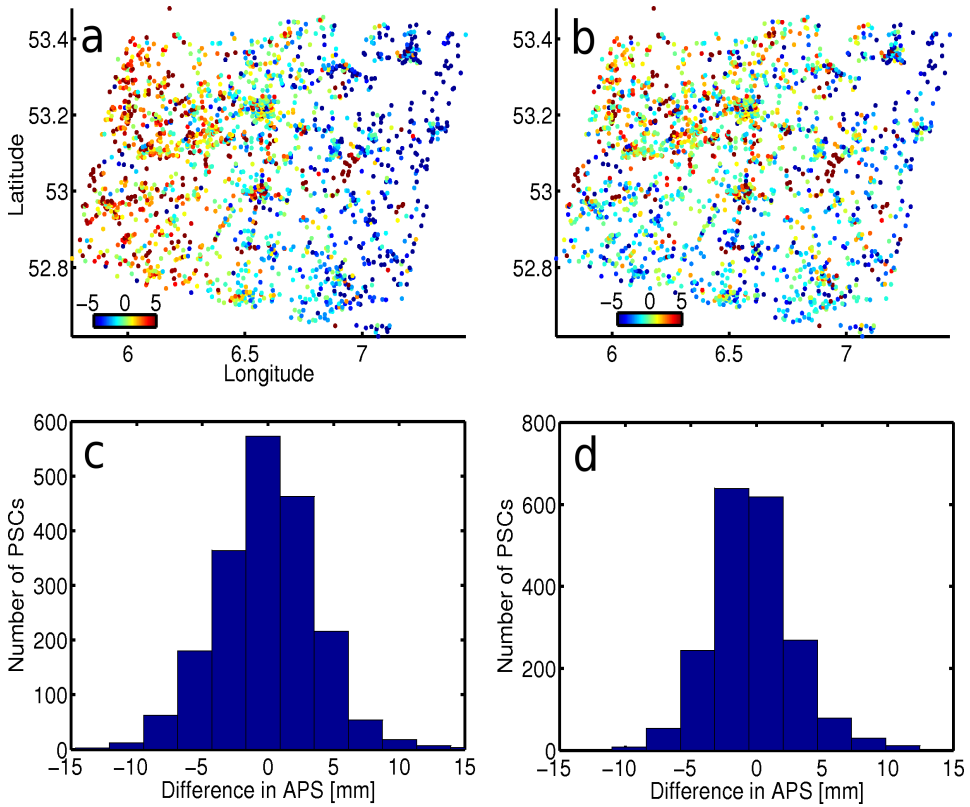 a
b
53.4
53.2
53
52.8
Latitude
−5 0 5
6 6.5 7
Longitude
53.4
53.2
53
52.8
−5 0 5
6 6.5 7
c
600
500
400
300
200
100
0
Number of PSCs
−15 −10 −5 0 5 10 15
Difference in APS [mm]
d
800
600
400
200
0
Number of PSCs
−15 −10 −5 0 5 10 15
Difference in APS [mm]